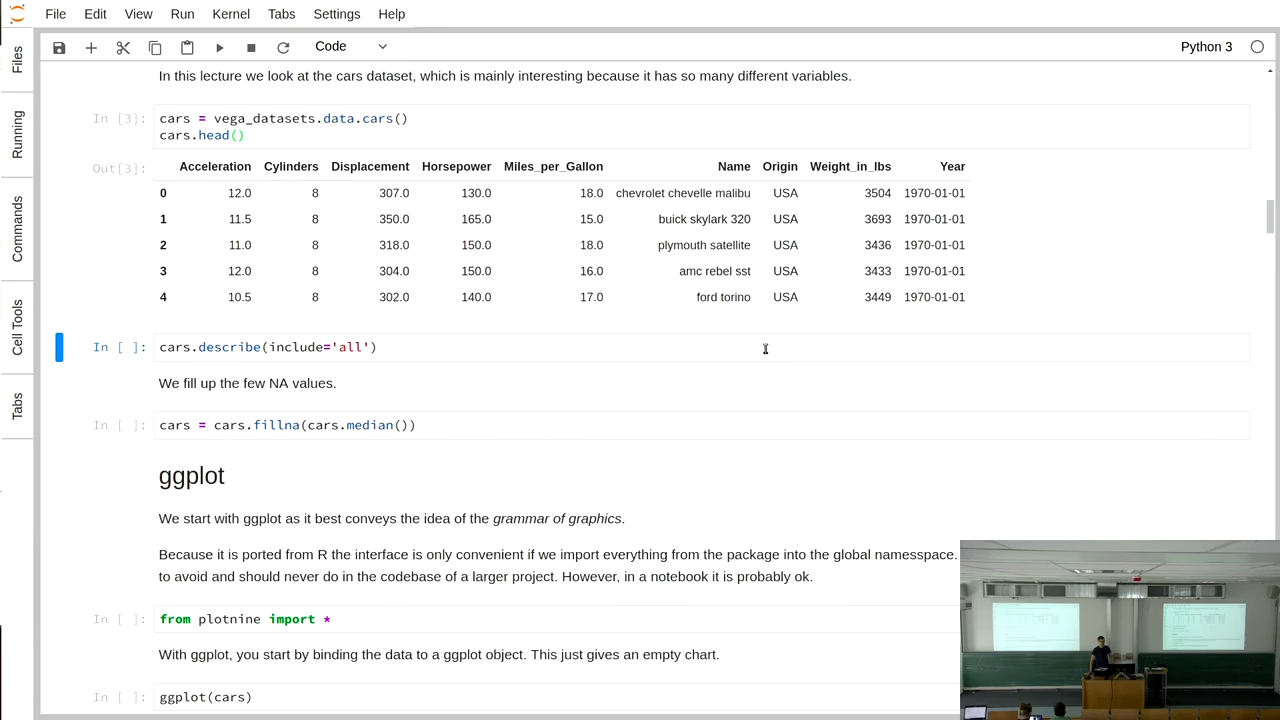 File Edit View Run Kernel Tabs Settings Help
Files
Running
Commands
Cell Tools
Tabs
Code
Python 3
In this lecture we look at the cars dataset, which is mainly interesting because it has so many different variables.
In [3]: cars = vega_datasets.data.cars()
cars.head()
Out[3]: Acceleration Cylinders Displacement Horsepower Miles_per_Gallon Name Origin Weight_in_lbs Year
0 12.0 8 307.0 130.0 18.0 chevrolet chevelle malibu USA 3504 1970-01-01
1 11.5 8 350.0 165.0 15.0 buick skylark 320 USA 3693 1970-01-01
2 11.0 8 318.0 150.0 18.0 plymouth satellite USA 3436 1970-01-01
3 12.0 8 304.0 150.0 16.0 amc rebel sst USA 3433 1970-01-01
4 10.5 8 302.0 140.0 17.0 ford torino USA 3449 1970-01-01
In [ ]: cars.describe(include='all')
We fill up the few NA values.
In [ ]: cars = cars.fillna(cars.median())
ggplot
We start with ggplot as it best conveys the idea of the grammar of graphics.
Because it is ported from R the interface is only convenient if we import everything from the package into the global namesspace.
to avoid and should never do in the codebase of a larger project. However, in a notebook it is probably ok.
In [ ]: from plotnine import *
With ggplot, you start by binding the data to a ggplot object. This just gives an empty chart.
In [ ]: ggplot(cars)